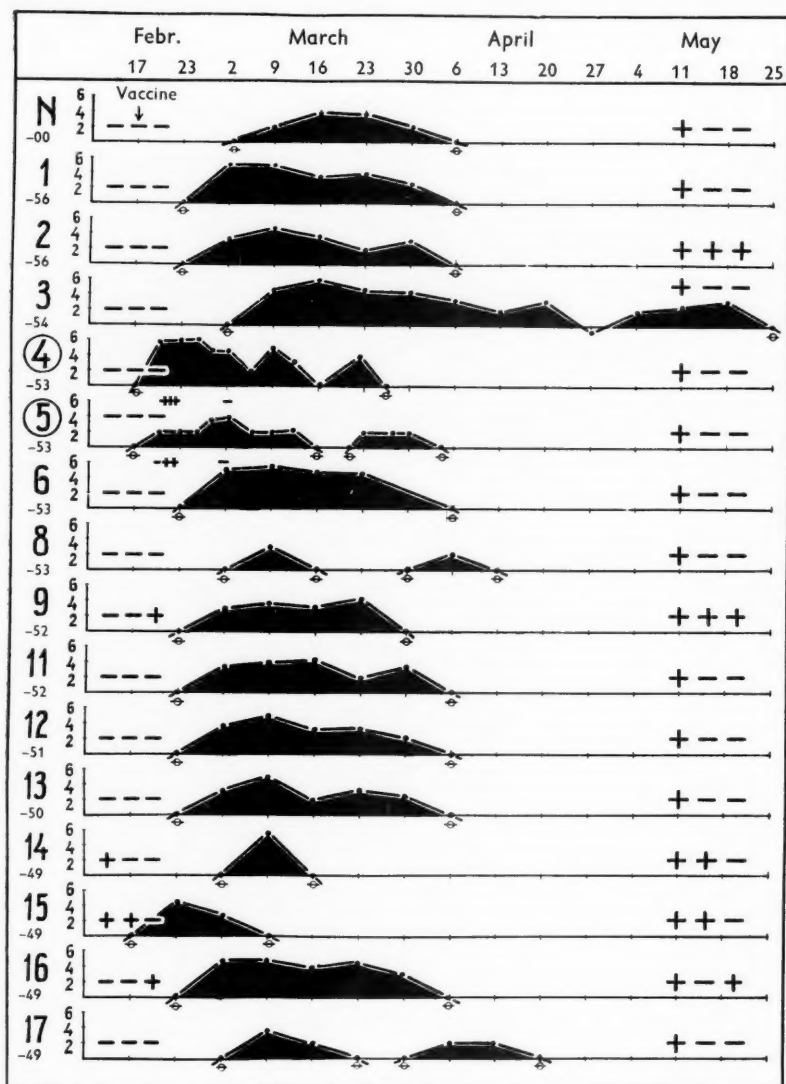 Febr. March April May
17 23 2 9 16 23 30 6 13 20 27 4 11 18 25
Vaccine
N 6 4 2 − − − + − −
-00
1 6 4 2 − − − + − −
-56
2 6 4 2 − − − + + +
-56
3 6 4 2 − − − + − −
-54
4 6 4 2 − − − + − −
-53
+++ −
5 6 4 2 − − − + − −
-53
−++ −
6 6 4 2 − − − + − −
-53
8 6 4 2 − − − + − −
-53
9 6 4 2 − − + + + +
-52
11 6 4 2 − − − + − −
-52
12 6 4 2 − − − + − −
-51
13 6 4 2 − − − + − −
-50
14 6 4 2 + − − + + −
-49
15 6 4 2 + + − + + −
-49
16 6 4 2 − − + + − +
-49
17 6 4 2 − − − + − −
-49